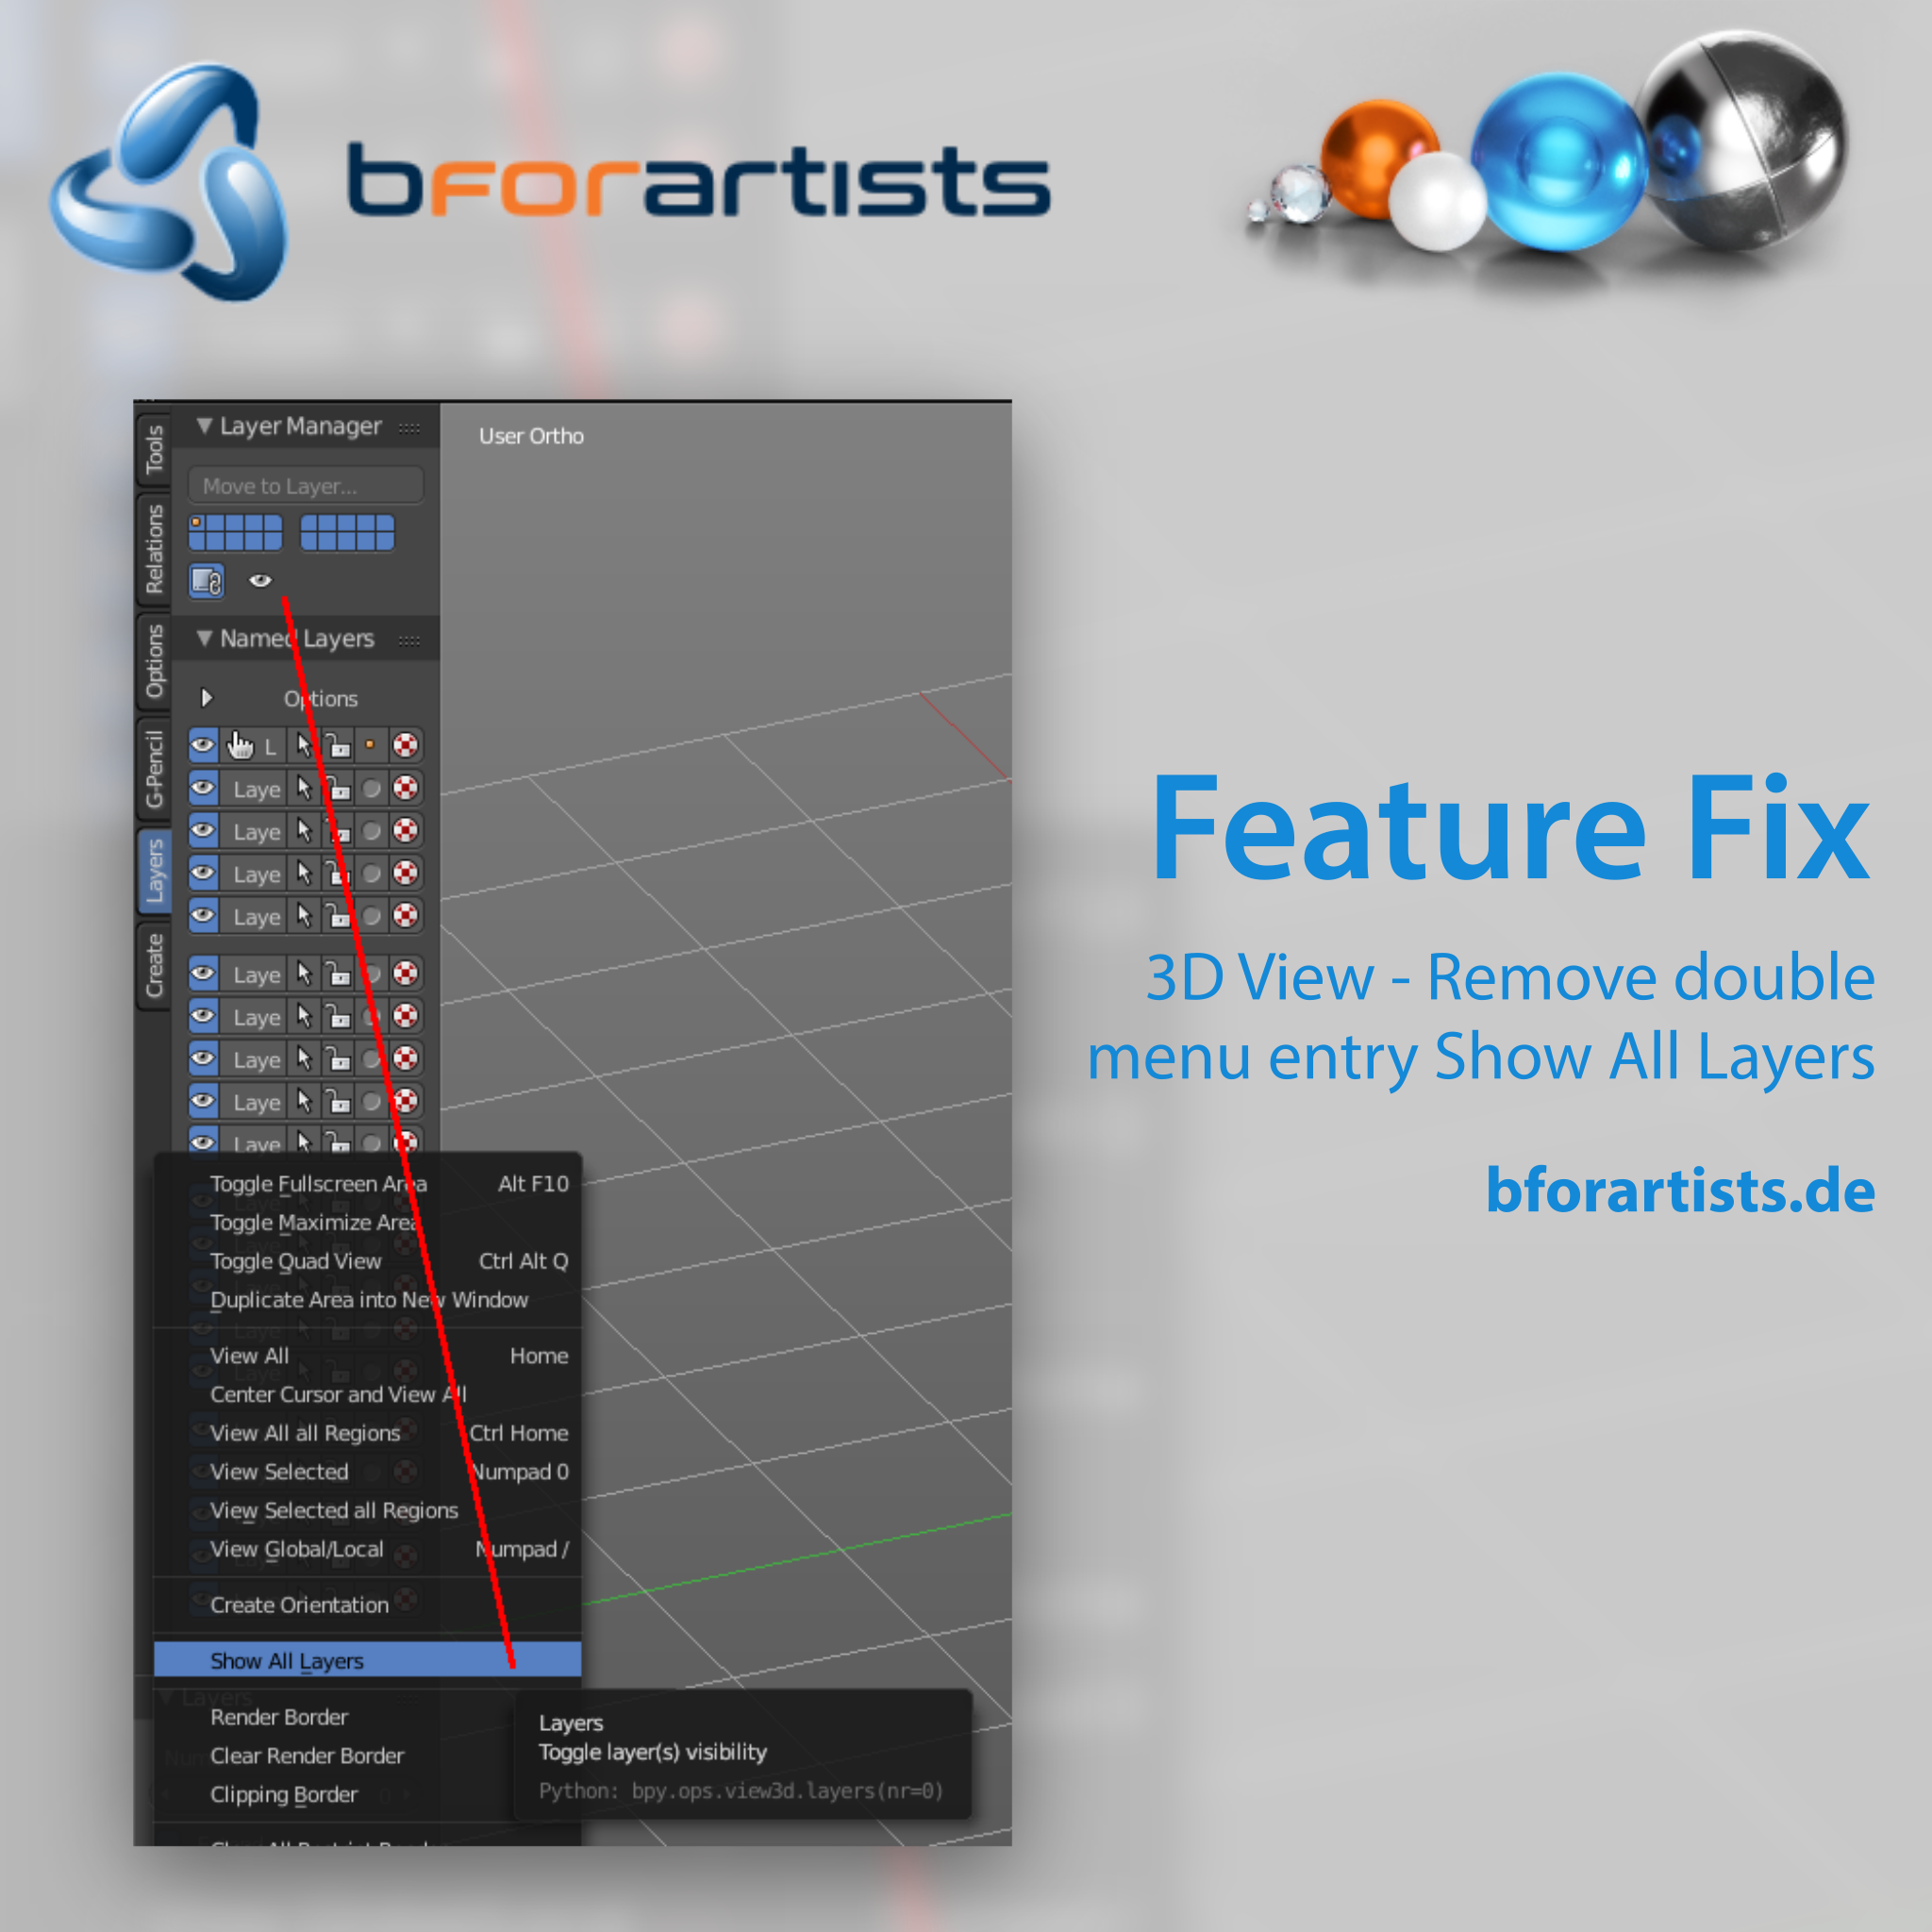 bforartists
Tools
Relations
Options
G-Pencil
Layers
Create
Layer Manager
Move to Layer...
Named Layers
Options
L
Laye
Laye
Laye
Laye
Laye
Laye
Laye
Laye
Laye
User Ortho
Toggle Fullscreen Area Alt F10
Toggle Maximize Area
Toggle Quad View Ctrl Alt Q
Duplicate Area into New Window
View All Home
Center Cursor and View All
View All all Regions Ctrl Home
View Selected Numpad 0
View Selected all Regions
View Global/Local Numpad /
Create Orientation
Show All Layers
Layers
Render Border
Clear Render Border
Clipping Border
Layers
Toggle layer(s) visibility
Python: bpy.ops.view3d.layers(nr=0)
Feature Fix
3D View - Remove double
menu entry Show All Layers
bforartists.de